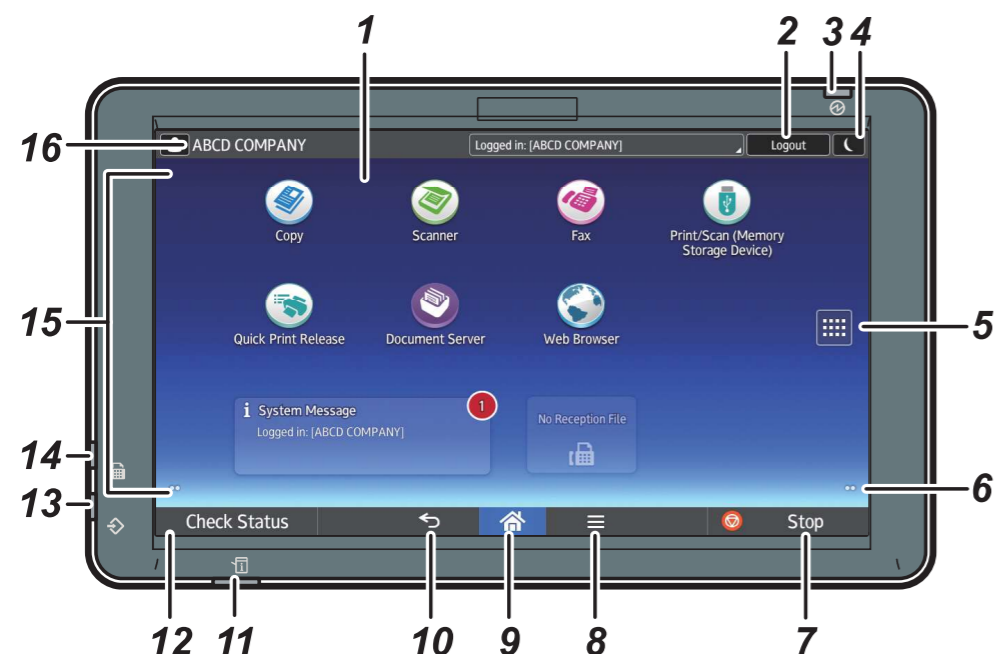 1
2
3
4
16
ABCD COMPANY
Logged in: [ABCD COMPANY]
Logout
Copy
Scanner
Fax
Print/Scan (Memory
Storage Device)
15
5
Quick Print Release
Document Server
Web Browser
i System Message
1
Logged in: [ABCD COMPANY]
No Reception File
14
13
6
Check Status
Stop
12
11
10
9
8
7